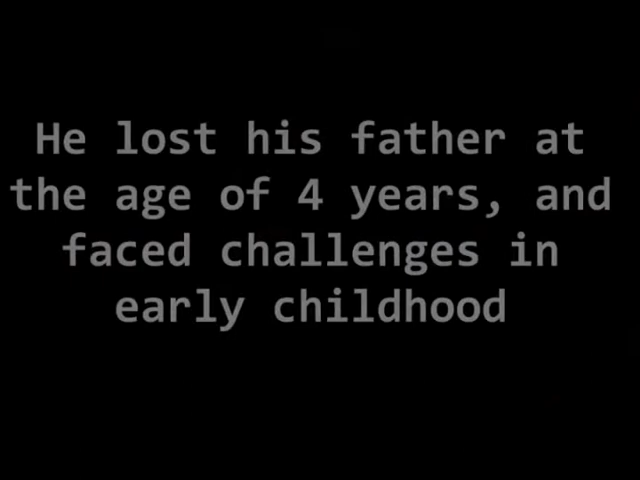 He lost his father at
the age of 4 years, and
faced challenges in
early childhood